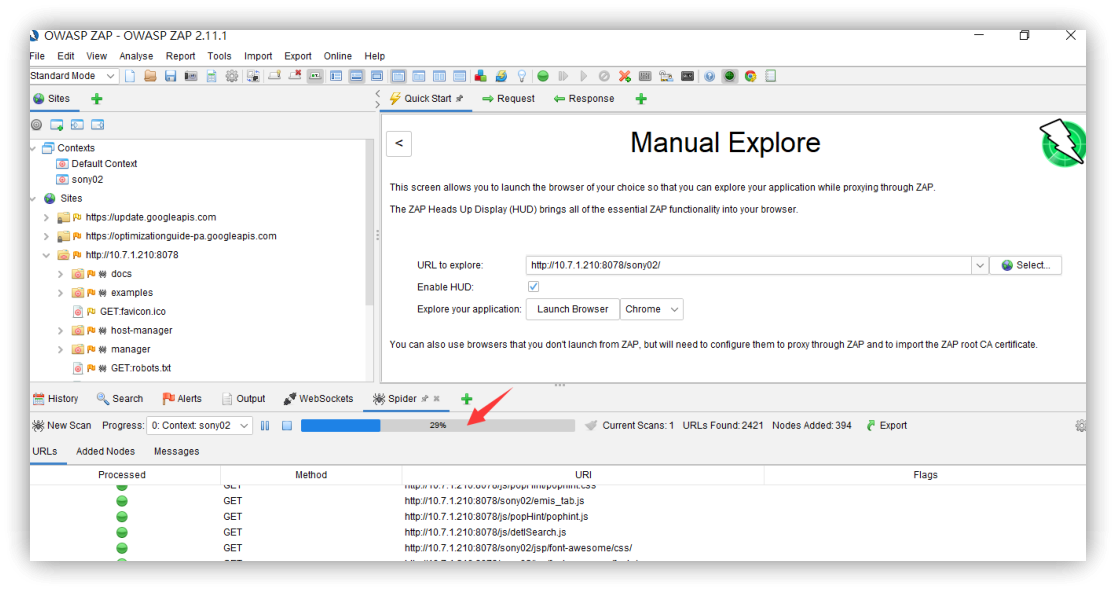 OWASP ZAP - OWASP ZAP 2.11.1
File Edit View Analyse Report Tools Import Export Online Help
Standard Mode
Sites
Quick Start Request Response
Contexts
Default Context
sony02
Sites
https://update.googleapis.com
https://optimizationguide-pa.googleapis.com
http://10.7.1.210:8078
docs
examples
GET:favicon.ico
host-manager
manager
GET:robots.txt
<
Manual Explore
This screen allows you to launch the browser of your choice so that you can explore your application while proxying through ZAP.
The ZAP Heads Up Display (HUD) brings all of the essential ZAP functionality into your browser.
URL to explore: http://10.7.1.210:8078/sony02/ Select...
Enable HUD:
Explore your application: Launch Browser Chrome
You can also use browsers that you don't launch from ZAP, but will need to configure them to proxy through ZAP and to import the ZAP root CA certificate.
History Search Alerts Output WebSockets Spider
New Scan Progress: 0: Context: sony02 29% Current Scans: 1 URLs Found: 2421 Nodes Added: 394 Export
URLs Added Nodes Messages
Processed Method URI Flags
GET http://10.7.1.210:8078/js/popHint/pophint.css
GET http://10.7.1.210:8078/sony02/emis_tab.js
GET http://10.7.1.210:8078/js/popHint/pophint.js
GET http://10.7.1.210:8078/js/detlSearch.js
GET http://10.7.1.210:8078/sony02/jsp/font-awesome/css/